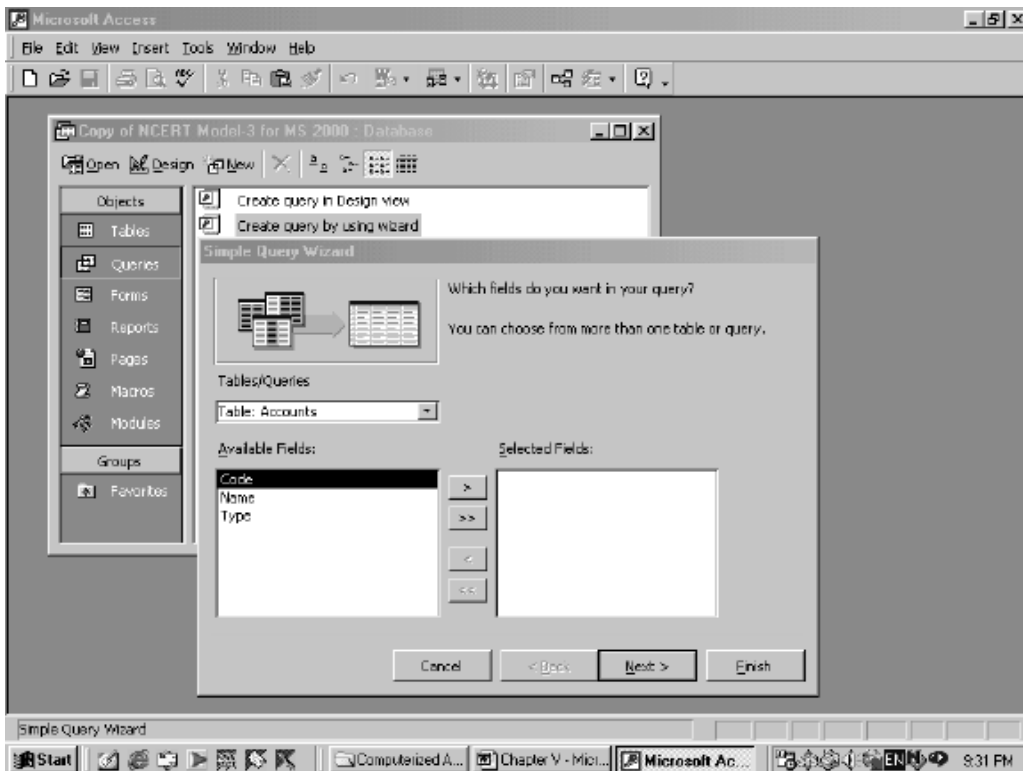 Microsoft Access
File Edit View Insert Tools Window Help
Copy of NCERT Model-3 for MS 2000 : Database
Open Design New
Objects
Tables
Queries
Forms
Reports
Pages
Macros
Modules
Groups
Favorites
Create query in Design view
Create query by using wizard
Simple Query Wizard
Which fields do you want in your query?
You can choose from more than one table or query.
Tables/Queries
Table: Accounts
Available Fields:
Selected Fields:
Code
Name
Type
>
>>
<
<<
Cancel
< Back
Next >
Finish
Simple Query Wizard
Start
Computerized A...
Chapter V - Micr...
Microsoft Ac...
EN
9:31 PM